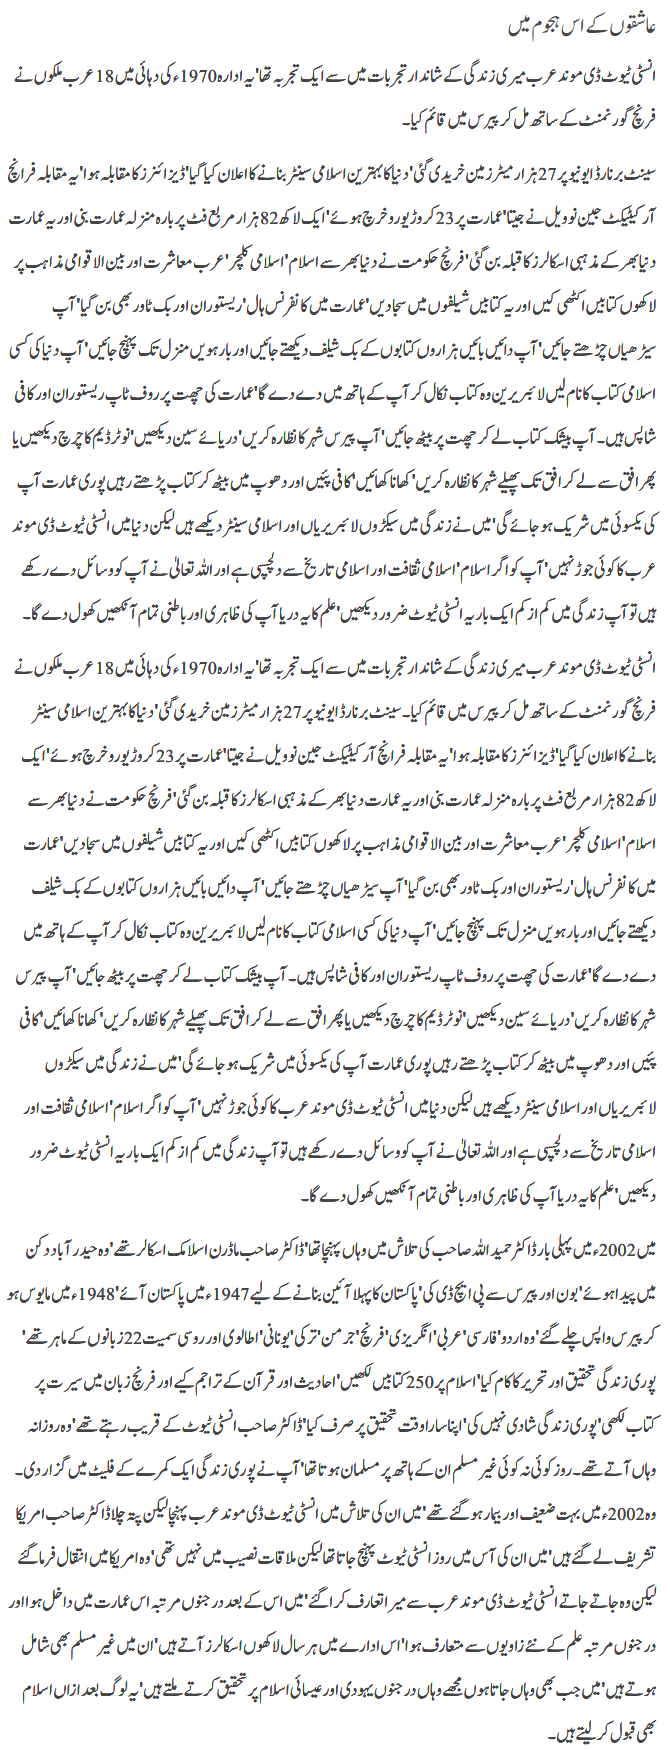 عاشقوں کے اس ہجوم میں
انسٹی ٹیوٹ ڈی موند عرب میری زندگی کے شاندار تجربات میں سے ایک تجربہ تھا' یہ ادارہ 1970ء کی دہائی میں 18 عرب ملکوں نے
فرنچ گورنمنٹ کے ساتھ مل کر پیرس میں قائم کیا۔
سینٹ برنارڈ ایونیو پر 27 ہزار میٹر زمین خریدی گئی' دنیا کا بہترین اسلامی سینٹر بنانے کا اعلان کیا گیا' ڈیزائنرز کا مقابلہ ہوا' یہ مقابلہ فرانچ
آرکیٹیکٹ جین نوویل نے جیتا' عمارت پر 23 کروڑ یورو خرچ ہوئے' ایک لاکھ 82 ہزار مربع فٹ پر بارہ منزلہ عمارت بنی اور یہ عمارت
دنیا بھر کے مذہبی اسکالرز کا قبلہ بن گئی' فرنچ حکومت نے دنیا بھر سے اسلام' اسلامی کلچر' عرب معاشرت اور بین الاقوامی مذاہب پر
لاکھوں کتابیں اکٹھی کیں اور یہ کتابیں شیلفوں میں سجا دیں' عمارت میں کانفرنس ہال' ریستوران اور بک ٹاور بھی بن گیا' آپ
سیڑھیاں چڑھتے جائیں' آپ دائیں بائیں ہزاروں کتابوں کے بک شیلف دیکھتے جائیں اور بارہویں منزل تک پہنچ جائیں' آپ دنیا کی کسی
اسلامی کتاب کا نام لیں لائبریرین وہ کتاب نکال کر آپ کے ہاتھ میں دے دے گا' عمارت کی چھت پر روف ٹاپ ریستوران اور کافی
شاپس ہیں۔ آپ بیشک کتاب لے کر چھت پر بیٹھ جائیں' آپ پیرس شہر کا نظارہ کریں' دریائے سین دیکھیں' نوٹرڈیم کا چرچ دیکھیں یا
پھر افق سے لے کر افق تک پھیلے شہر کا نظارہ کریں' کھانا کھائیں' کافی پئیں اور دھوپ میں بیٹھ کر کتاب پڑھتے رہیں پوری عمارت آپ
کی یکسوئی میں شریک ہو جائے گی' میں نے زندگی میں سیکڑوں لائبریریاں اور اسلامی سینٹر دیکھے ہیں لیکن دنیا میں انسٹی ٹیوٹ ڈی موند
عرب کا کوئی جوڑ نہیں' آپ کو اگر اسلام' اسلامی ثقافت اور اسلامی تاریخ سے دلچسپی ہے اور اللہ تعالیٰ نے آپ کو وسائل دے رکھے
ہیں تو آپ زندگی میں کم از کم ایک بار یہ انسٹی ٹیوٹ ضرور دیکھیں' علم کا یہ دریا آپ کی ظاہری اور باطنی تمام آنکھیں کھول دے گا۔
انسٹی ٹیوٹ ڈی موند عرب میری زندگی کے شاندار تجربات میں سے ایک تجربہ تھا' یہ ادارہ 1970ء کی دہائی میں 18 عرب ملکوں نے
فرنچ گورنمنٹ کے ساتھ مل کر پیرس میں قائم کیا۔ سینٹ برنارڈ ایونیو پر 27 ہزار میٹر زمین خریدی گئی' دنیا کا بہترین اسلامی سینٹر
بنانے کا اعلان کیا گیا' ڈیزائنرز کا مقابلہ ہوا' یہ مقابلہ فرانچ آرکیٹیکٹ جین نوویل نے جیتا' عمارت پر 23 کروڑ یورو خرچ ہوئے' ایک
لاکھ 82 ہزار مربع فٹ پر بارہ منزلہ عمارت بنی اور یہ عمارت دنیا بھر کے مذہبی اسکالرز کا قبلہ بن گئی' فرنچ حکومت نے دنیا بھر سے
اسلام' اسلامی کلچر' عرب معاشرت اور بین الاقوامی مذاہب پر لاکھوں کتابیں اکٹھی کیں اور یہ کتابیں شیلفوں میں سجا دیں' عمارت
میں کانفرنس ہال' ریستوران اور بک ٹاور بھی بن گیا' آپ سیڑھیاں چڑھتے جائیں' آپ دائیں بائیں ہزاروں کتابوں کے بک شیلف
دیکھتے جائیں اور بارہویں منزل تک پہنچ جائیں' آپ دنیا کی کسی اسلامی کتاب کا نام لیں لائبریرین وہ کتاب نکال کر آپ کے ہاتھ میں
دے دے گا' عمارت کی چھت پر روف ٹاپ ریستوران اور کافی شاپس ہیں۔ آپ بیشک کتاب لے کر چھت پر بیٹھ جائیں' آپ پیرس
شہر کا نظارہ کریں' دریائے سین دیکھیں' نوٹرڈیم کا چرچ دیکھیں یا پھر افق سے لے کر افق تک پھیلے شہر کا نظارہ کریں' کھانا کھائیں' کافی
پئیں اور دھوپ میں بیٹھ کر کتاب پڑھتے رہیں پوری عمارت آپ کی یکسوئی میں شریک ہو جائے گی' میں نے زندگی میں سیکڑوں
لائبریریاں اور اسلامی سینٹر دیکھے ہیں لیکن دنیا میں انسٹی ٹیوٹ ڈی موند عرب کا کوئی جوڑ نہیں' آپ کو اگر اسلام' اسلامی ثقافت اور
اسلامی تاریخ سے دلچسپی ہے اور اللہ تعالیٰ نے آپ کو وسائل دے رکھے ہیں تو آپ زندگی میں کم از کم ایک بار یہ انسٹی ٹیوٹ ضرور
دیکھیں' علم کا یہ دریا آپ کی ظاہری اور باطنی تمام آنکھیں کھول دے گا۔
میں 2002ء میں پہلی بار ڈاکٹر حمید اللہ صاحب کی تلاش میں وہاں پہنچا تھا' ڈاکٹر صاحب ماڈرن اسلامک اسکالر تھے' وہ حیدر آباد دکن
میں پیدا ہوئے' بون اور پیرس سے پی ایچ ڈی کی' پاکستان کا پہلا آئین بنانے کے لیے 1947ء میں پاکستان آئے' 1948ء میں مایوس ہو
کر پیرس واپس چلے گئے' وہ اردو' فارسی' عربی' انگریزی' فرنچ' جرمن' ترکی' یونانی' اطالوی اور روسی سمیت 22 زبانوں کے ماہر تھے'
پوری زندگی تحقیق اور تحریر کا کام کیا' اسلام پر 250 کتابیں لکھیں' احادیث اور قرآن کے تراجم کیے اور فرنچ زبان میں سیرت پر
کتاب لکھی' پوری زندگی شادی نہیں کی' اپنا سارا وقت تحقیق پر صرف کیا' ڈاکٹر صاحب انسٹی ٹیوٹ کے قریب رہتے تھے' وہ روزانہ
وہاں آتے تھے۔ روز کوئی نہ کوئی غیر مسلم ان کے ہاتھ پر مسلمان ہوتا تھا' آپ نے پوری زندگی ایک کمرے کے فلیٹ میں گزار دی۔
وہ 2002ء میں بہت ضعیف اور بیمار ہو گئے تھے' میں ان کی تلاش میں انسٹی ٹیوٹ ڈی موند عرب پہنچا لیکن پتہ چلا ڈاکٹر صاحب امریکا
تشریف لے گئے ہیں' میں ان کی آس میں روز انسٹی ٹیوٹ پہنچ جاتا تھا لیکن ملاقات نصیب میں نہیں تھی' وہ امریکا میں انتقال فرما گئے
لیکن وہ جاتے جاتے انسٹی ٹیوٹ ڈی موند عرب سے میرا تعارف کرا گئے' میں اس کے بعد درجنوں مرتبہ اس عمارت میں داخل ہوا اور
درجنوں مرتبہ علم کے نئے زاویوں سے متعارف ہوا' اس ادارے میں ہر سال لاکھوں اسکالرز آتے ہیں' ان میں غیر مسلم بھی شامل
ہوتے ہیں' میں جب بھی وہاں جاتا ہوں مجھے وہاں درجنوں یہودی اور عیسائی اسلام پر تحقیق کرتے ملتے ہیں' یہ لوگ بعد ازاں اسلام
بھی قبول کر لیتے ہیں۔